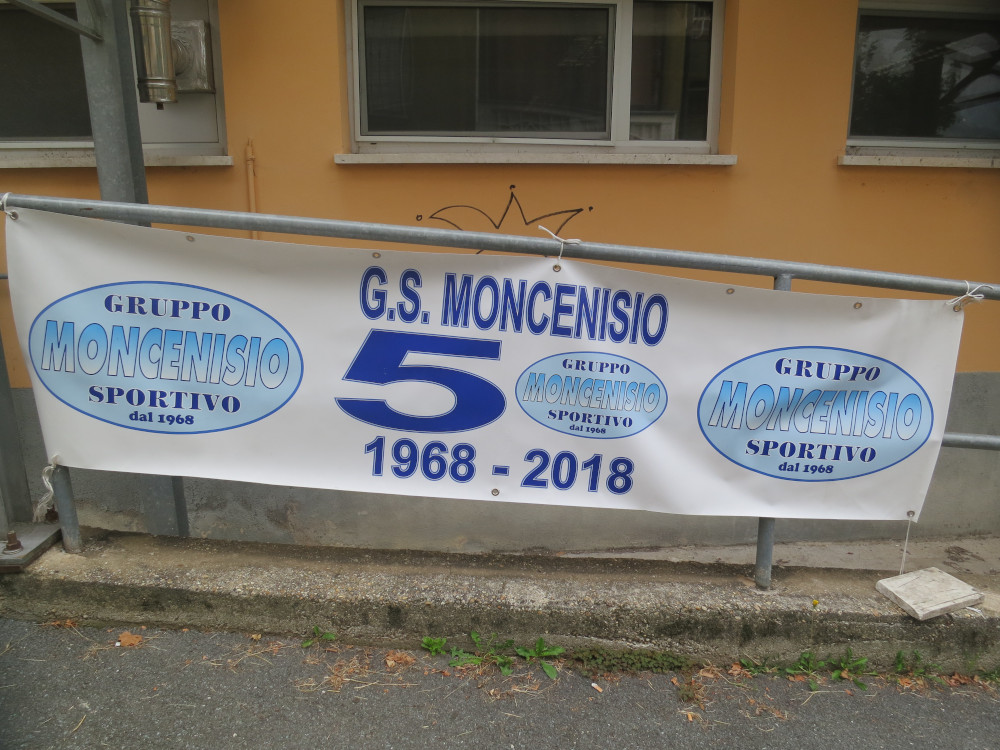 GRUPPO
MONCENISIO
SPORTIVO
dal 1968
G.S. MONCENISIO
5
GRUPPO
MONCENISIO
SPORTIVO
dal 1968
1968 - 2018
GRUPPO
MONCENISIO
SPORTIVO
dal 1968